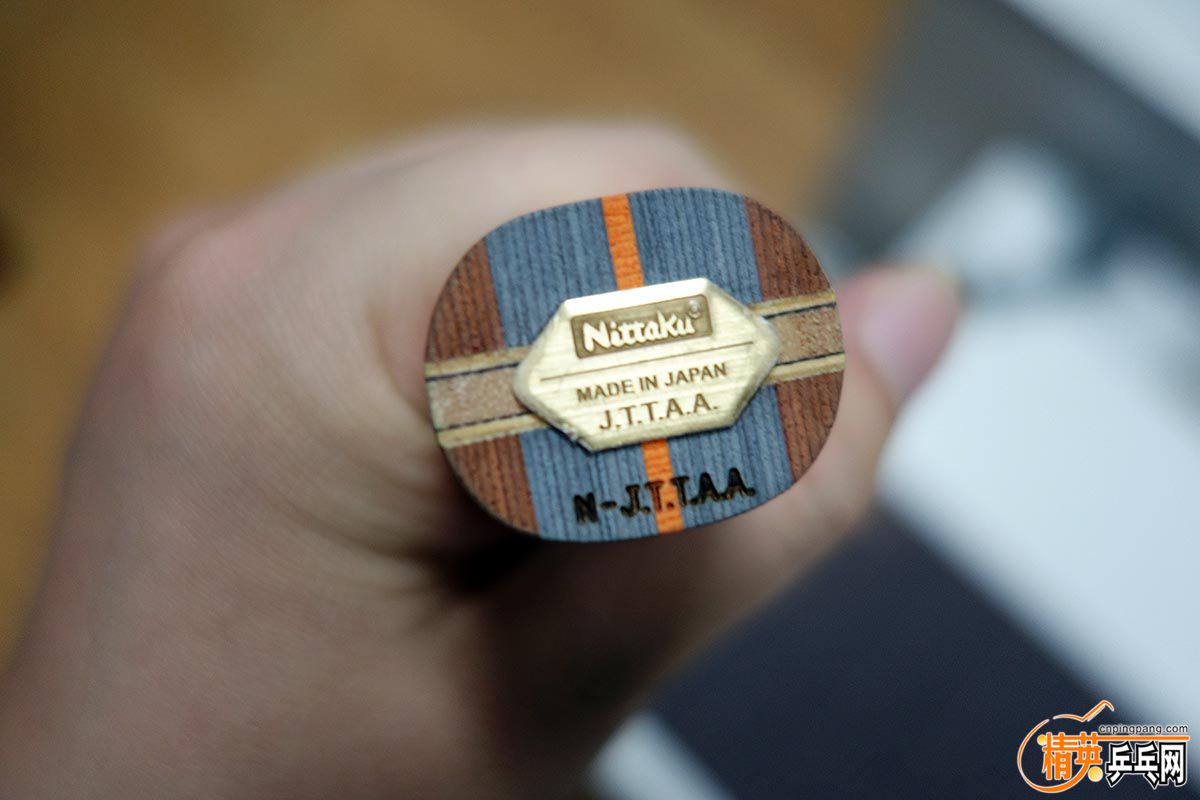 Nittaku
MADE IN JAPAN
J.T.T.A.A.
N-J.T.T.A.A.
cnpingpang.com
精英乒乓网